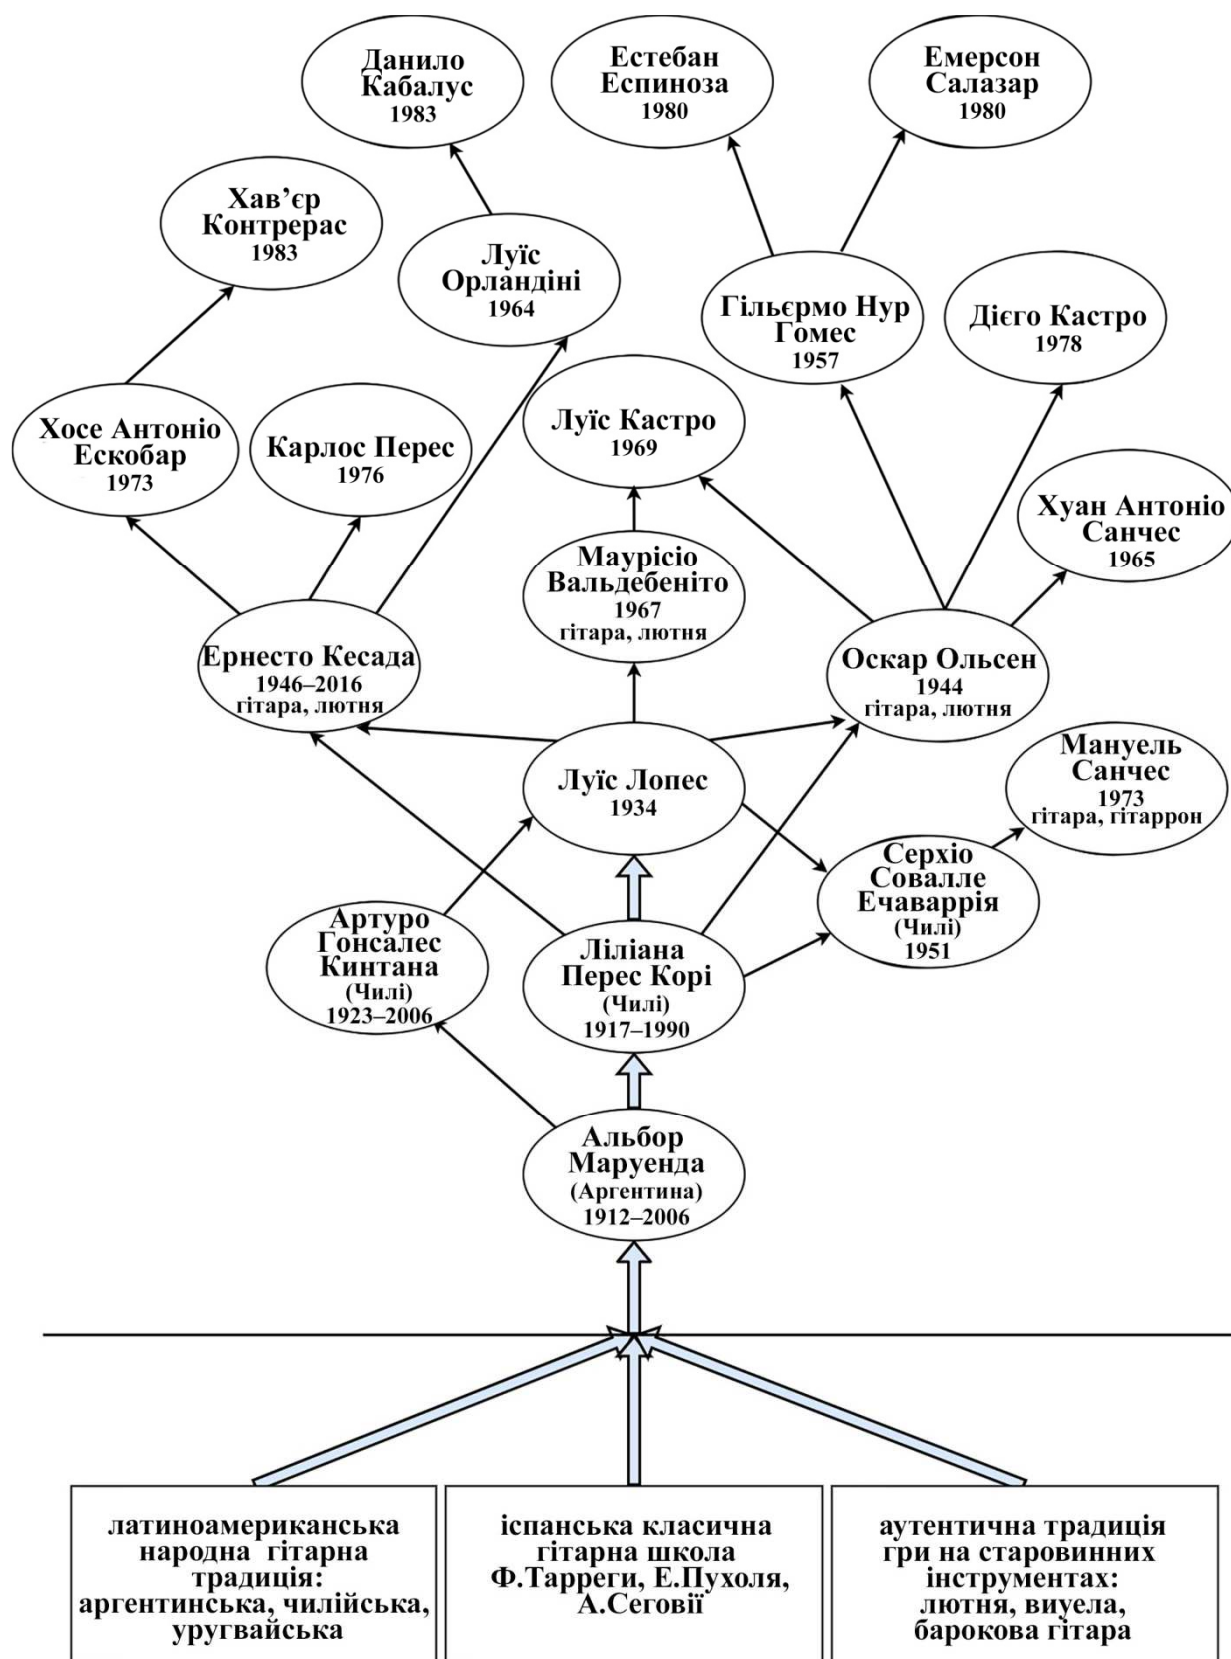 Данило
Кабалус
1983
Естебан
Еспиноза
1980
Емерсон
Салазар
1980
Хав’єр
Контрерас
1983
Луїс
Орландіні
1964
Гільєрмо Нур
Гомес
1957
Дієго Кастро
1978
Хосе Антоніо
Ескобар
1973
Карлос Перес
1976
Луїс Кастро
1969
Хуан Антоніо
Санчес
1965
Маурісіо
Вальдебеніто
1967
гітара, лютня
Ернесто Кесада
1946–2016
гітара, лютня
Оскар Ольсен
1944
гітара, лютня
Луїс Лопес
1934
Мануель
Санчес
1973
гітара, гітаррон
Серхіо
Совалле
Ечаваррія
(Чилі)
1951
Артуро
Гонсалес
Кинтана
(Чилі)
1923–2006
Ліліана
Перес Корі
(Чилі)
1917–1990
Альбор
Маруенда
(Аргентина)
1912–2006
латиноамериканська
народна гітарна
традиція:
аргентинська, чилійська,
уругвайська
іспанська класична
гітарна школа
Ф.Тарреги, Е.Пухоля,
А.Сеговії
аутентична традиція
гри на старовинних
інструментах:
лютня, виуела,
барокова гітара